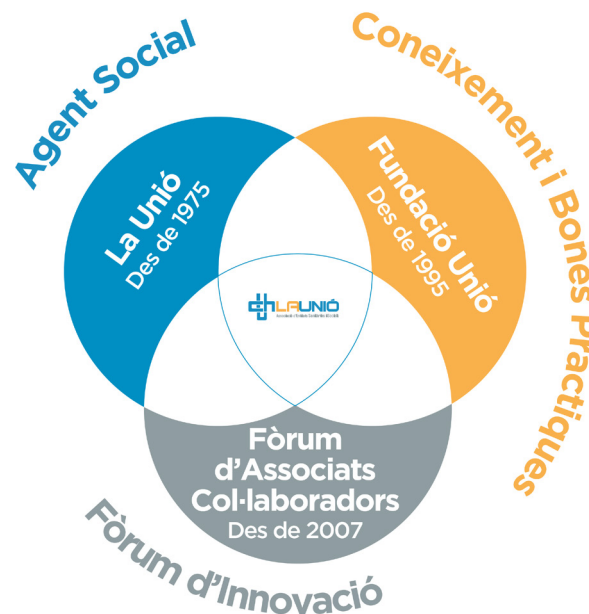 Agent Social
Coneixement i Bones Practiques
La Unió
Des de 1975
Fundació Unió
Des de 1995
LAUNIÓ
Fòrum
d'Associats
Col·laboradors
Des de 2007
Fòrum d'Innovació